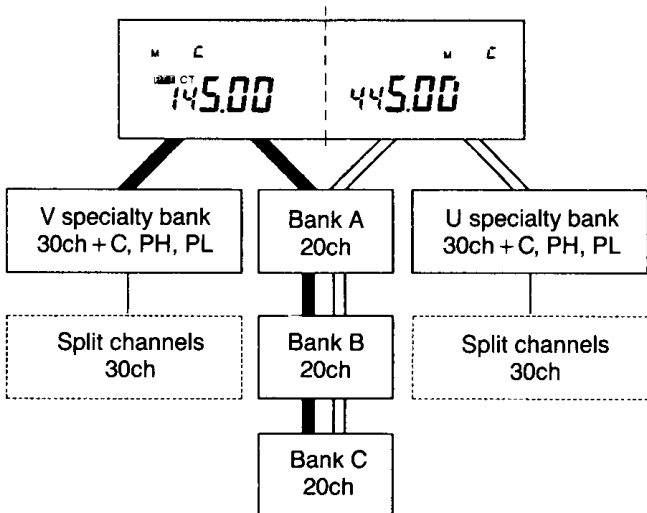 M C M C
CT
145.00 445.00
V specialty bank
30ch + C, PH, PL
Bank A
20ch
U specialty bank
30ch + C, PH, PL
Split channels
30ch
Bank B
20ch
Split channels
30ch
Bank C
20ch